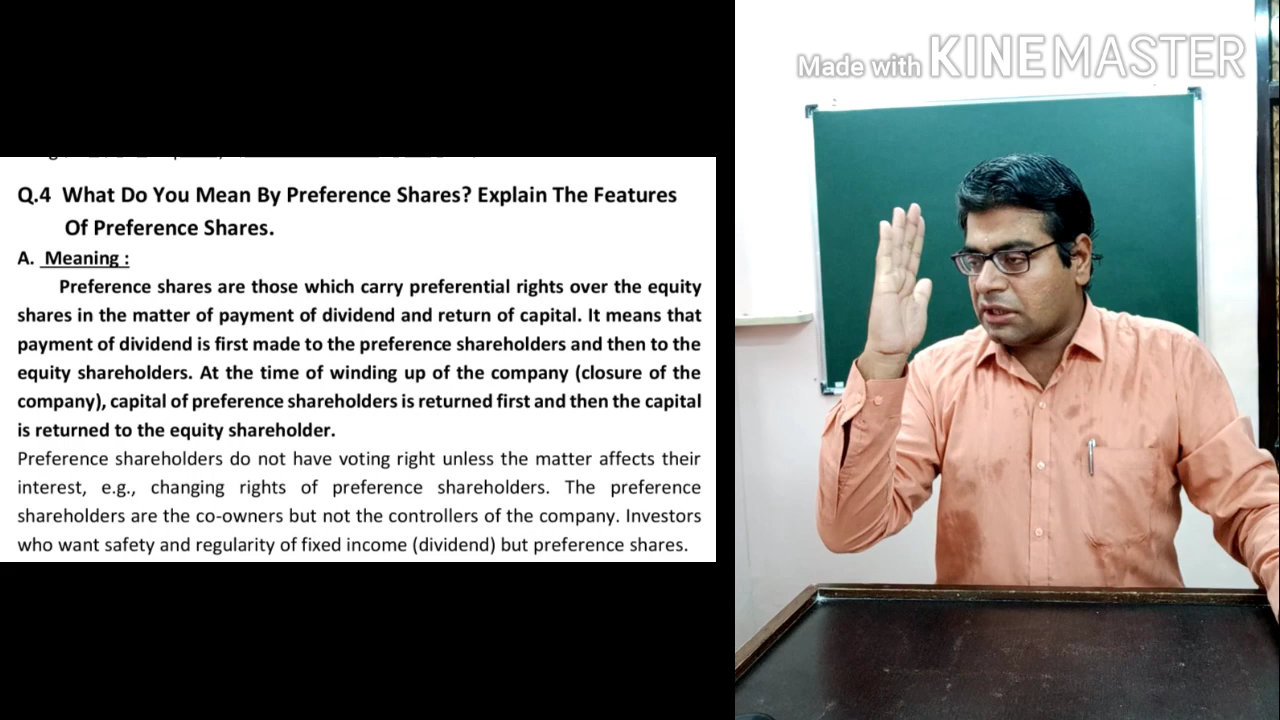 Made with KINEMASTER
Q.4 What Do You Mean By Preference Shares? Explain The Features
Of Preference Shares.
A. Meaning :
Preference shares are those which carry preferential rights over the equity
shares in the matter of payment of dividend and return of capital. It means that
payment of dividend is first made to the preference shareholders and then to the
equity shareholders. At the time of winding up of the company (closure of the
company), capital of preference shareholders is returned first and then the capital
is returned to the equity shareholder.
Preference shareholders do not have voting right unless the matter affects their
interest, e.g., changing rights of preference shareholders. The preference
shareholders are the co-owners but not the controllers of the company. Investors
who want safety and regularity of fixed income (dividend) but preference shares.